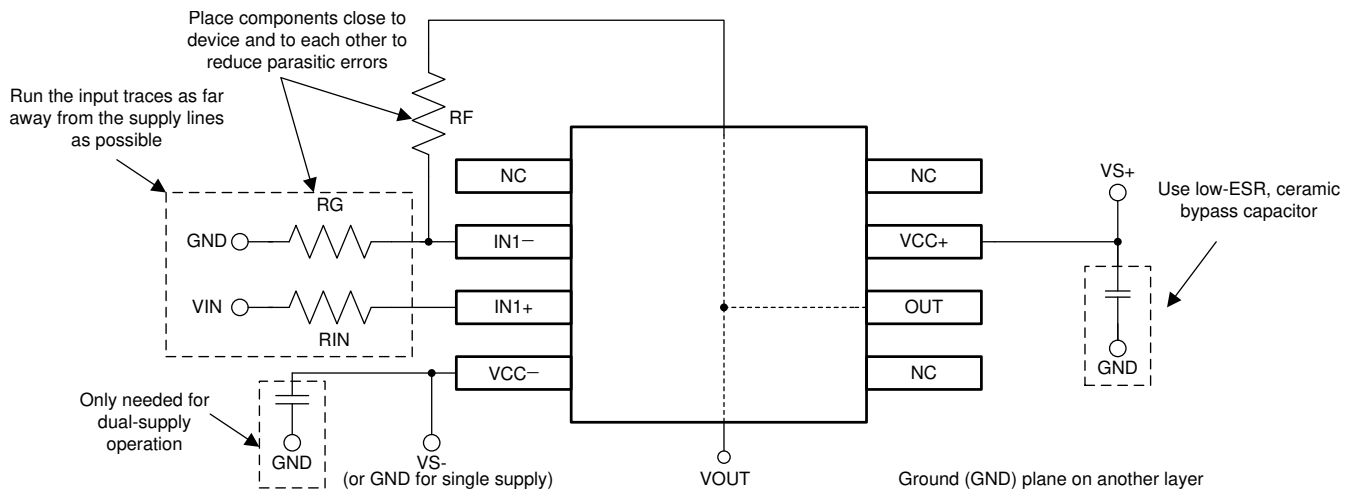 Place components close to
device and to each other to
reduce parasitic errors
Run the input traces as far
away from the supply lines
as possible
RF
NC
NC
VS+
Use low-ESR, ceramic
bypass capacitor
RG
GND
IN1−
VCC+
VIN
IN1+
OUT
RIN
VCC−
NC
GND
Only needed for
dual-supply
operation
GND
VS-
(or GND for single supply)
VOUT
Ground (GND) plane on another layer